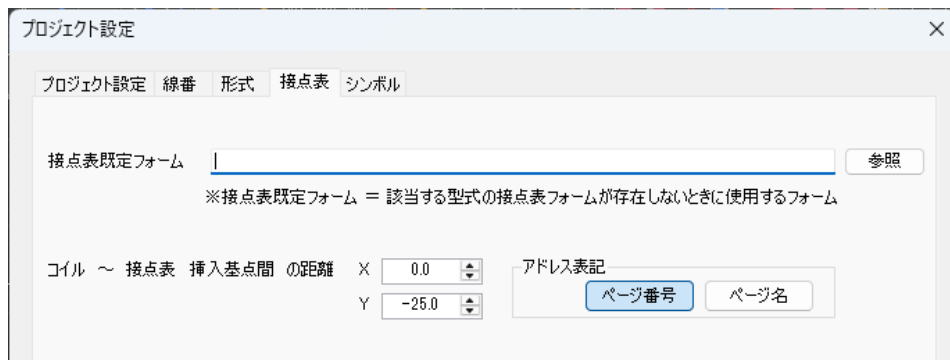 プロジェクト設定
プロジェクト設定 線番 形式 接点表 シンボル
接点表既定フォーム 参照
※接点表既定フォーム = 該当する型式の接点表フォームが存在しないときに使用するフォーム
コイル ~ 接点表 挿入基点間 の距離 X 0.0 アドレス表記
Y -25.0 ページ番号 ページ名